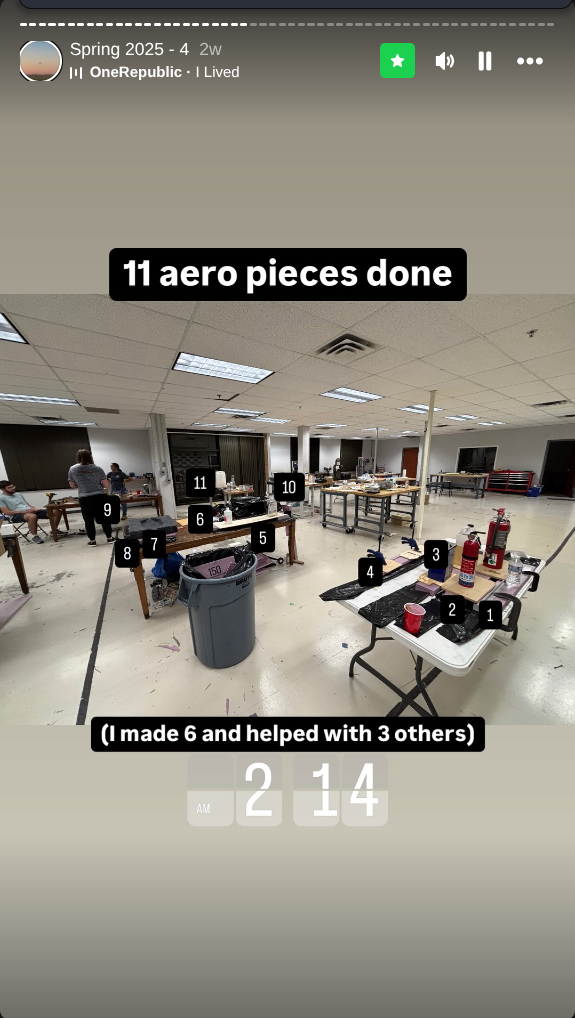 Spring 2025 - 4 2w
OneRepublic · I Lived
11 aero pieces done
11
10
9
6
5
7
8
3
4
2
1
150
(I made 6 and helped with 3 others)
AM 2 14